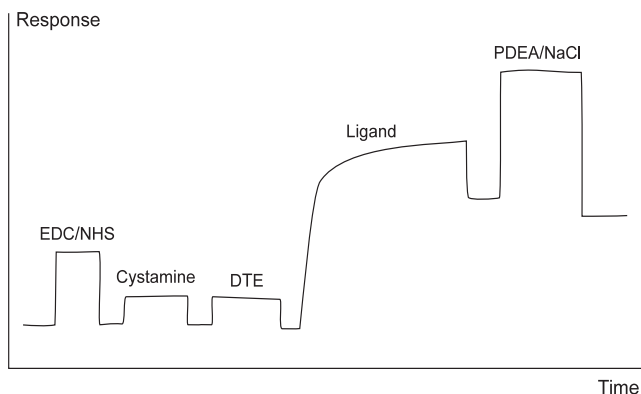 Response
PDEA/NaCl
Ligand
EDC/NHS
Cystamine
DTE
Time